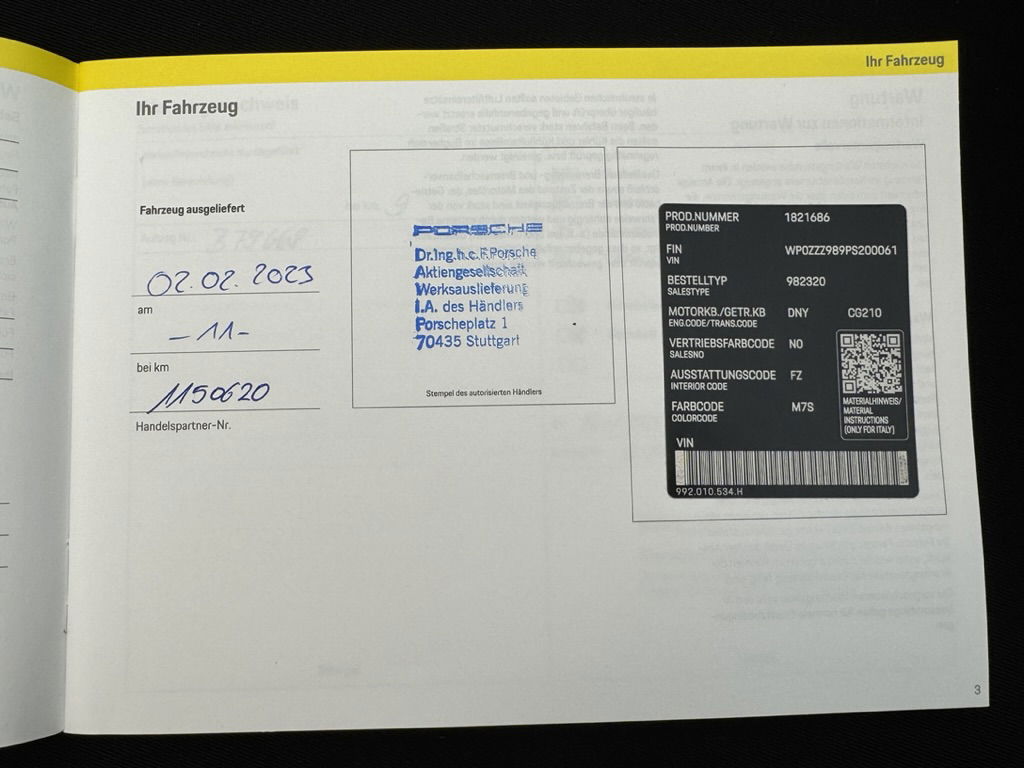 Ihr Fahrzeug
Ihr Fahrzeug
Fahrzeug ausgeliefert
02.02.2023
am
-11-
bei km
1150620
Handelspartner-Nr.
PORSCHE
Dr.Ing.h.c.F.Porsche
Aktiengesellschaft
Werksauslieferung
I.A. des Händlers
Porscheplatz 1
70435 Stuttgart
Stempel des autorisierten Händlers
PROD.NUMMER 1821686
PROD.NUMBER
FIN WP0ZZZ989PS200061
VIN
BESTELLTYP 982320
SALESTYPE
MOTORKB./GETR.KB DNY CG210
ENG.CODE/TRANS.CODE
VERTRIEBSFARBCODE N0
SALESNO
AUSSTATTUNGSCODE FZ
INTERIOR CODE
FARBCODE M7S
COLORCODE
MATERIALHINWEIS/
MATERIAL
INSTRUCTIONS
(ONLY FOR ITALY)
VIN
992.010.534.H
3